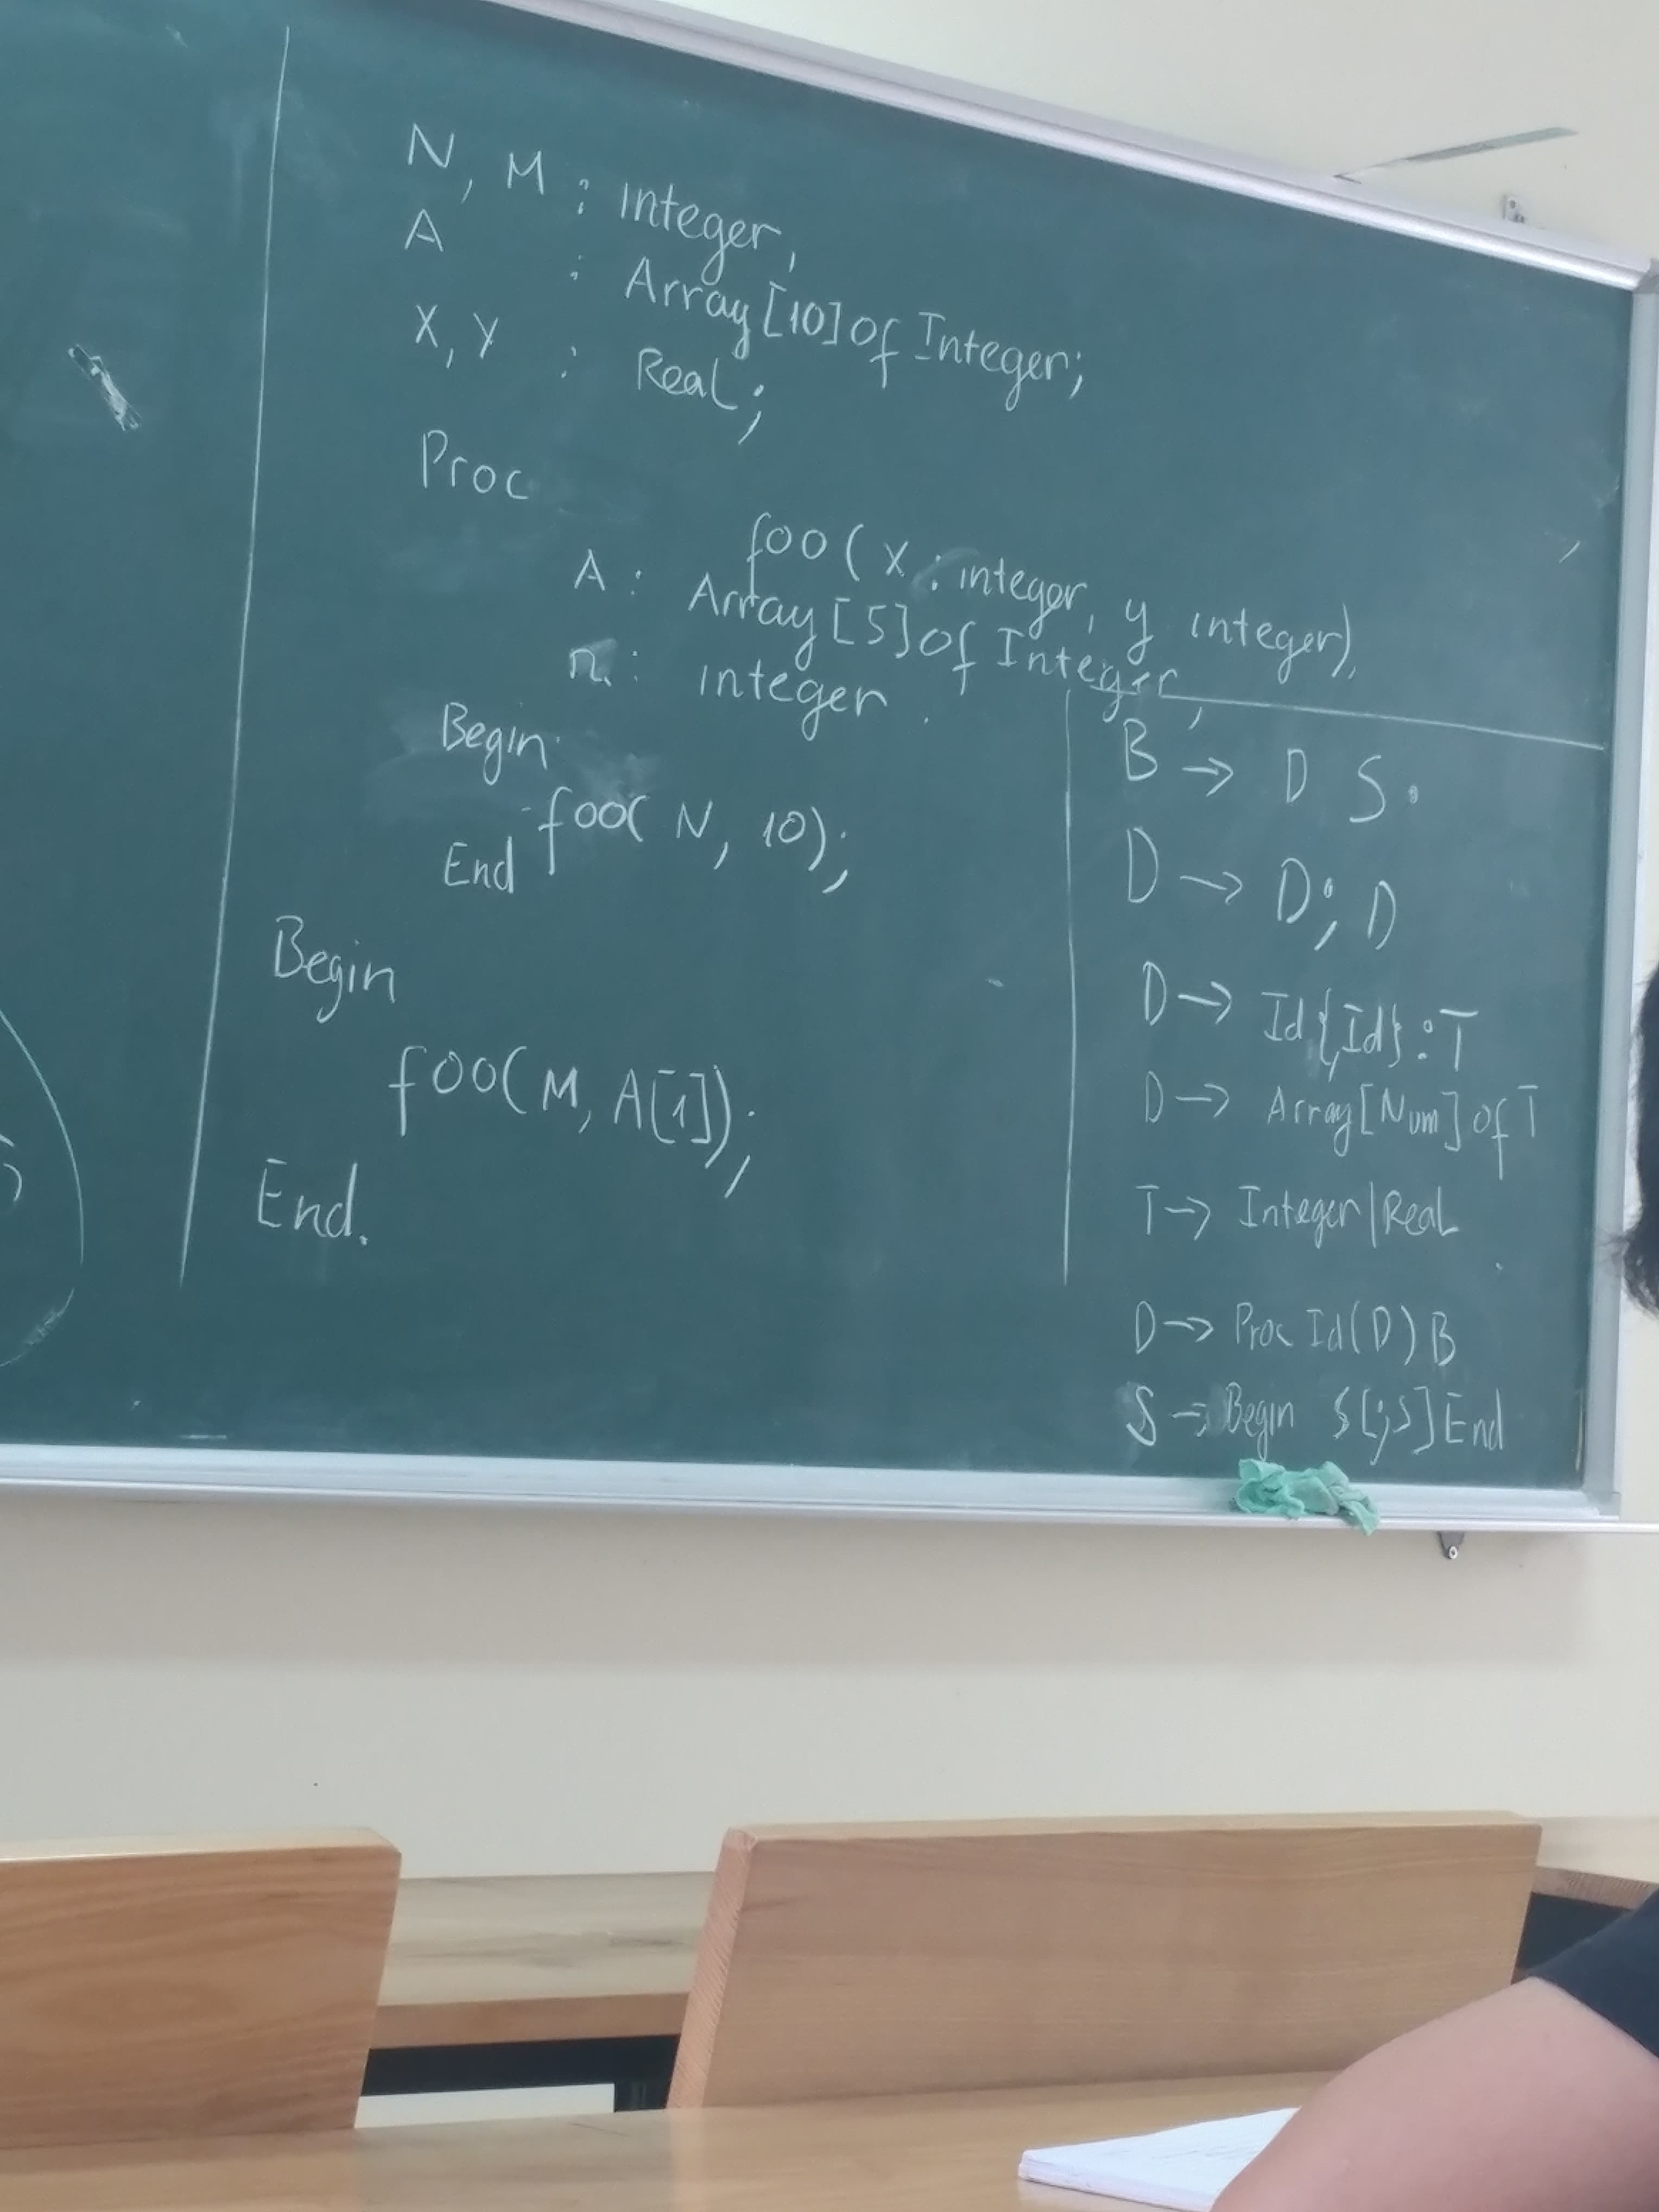 N, M : Integer,
A : Array [10] of Integer;
X, Y : Real;
Proc
foo ( X : integer, y integer),
A : Array [5] of Integer,
n : integer .
Begin
foo( N, 10);
End
Begin
foo( M, A[1]);
End.
B → D S .
D → D ; D
D → Id{,Id} : T
D → Array [Num] of T
T → Integer | Real
D → Proc Id (D) B
S → Begin S [;S] End